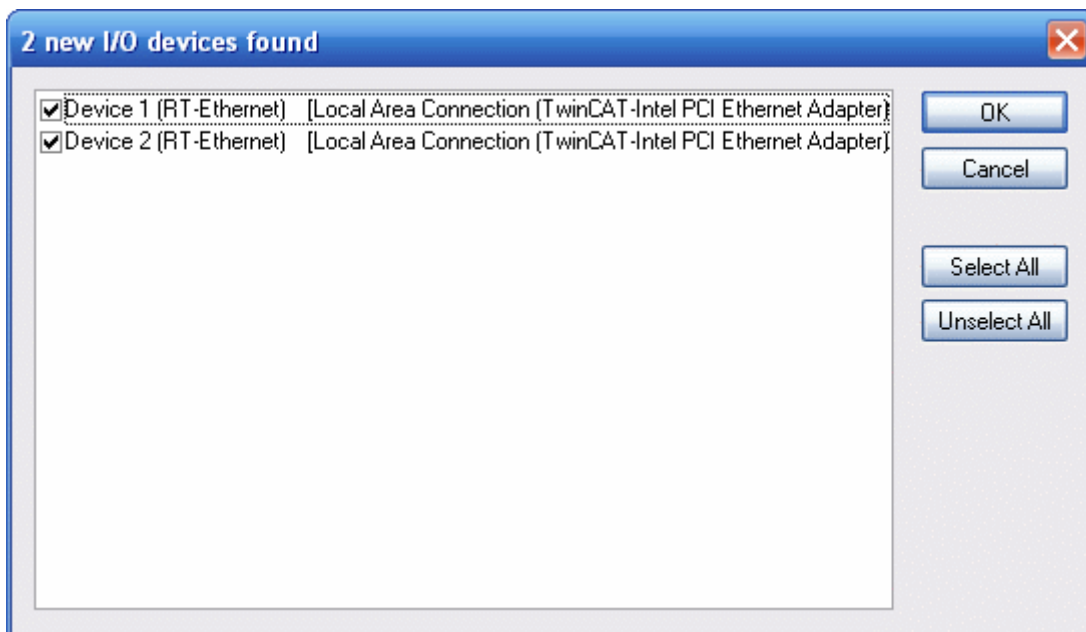 2 new I/O devices found
Device 1 (RT-Ethernet) [Local Area Connection (TwinCAT-Intel PCI Ethernet Adapter)
Device 2 (RT-Ethernet) [Local Area Connection (TwinCAT-Intel PCI Ethernet Adapter)
OK
Cancel
Select All
Unselect All